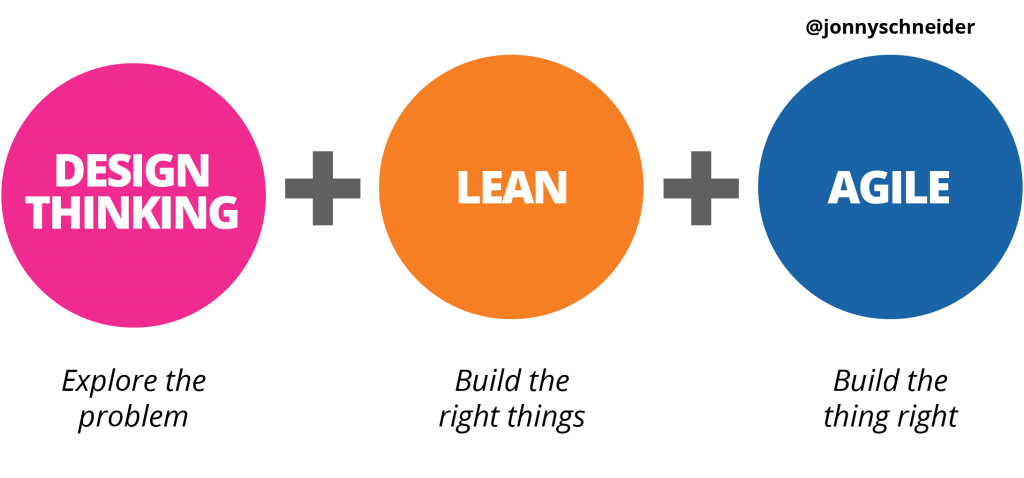 @jonnyschneider
DESIGN
THINKING
LEAN
AGILE
Explore the
problem
Build the
right things
Build the
thing right